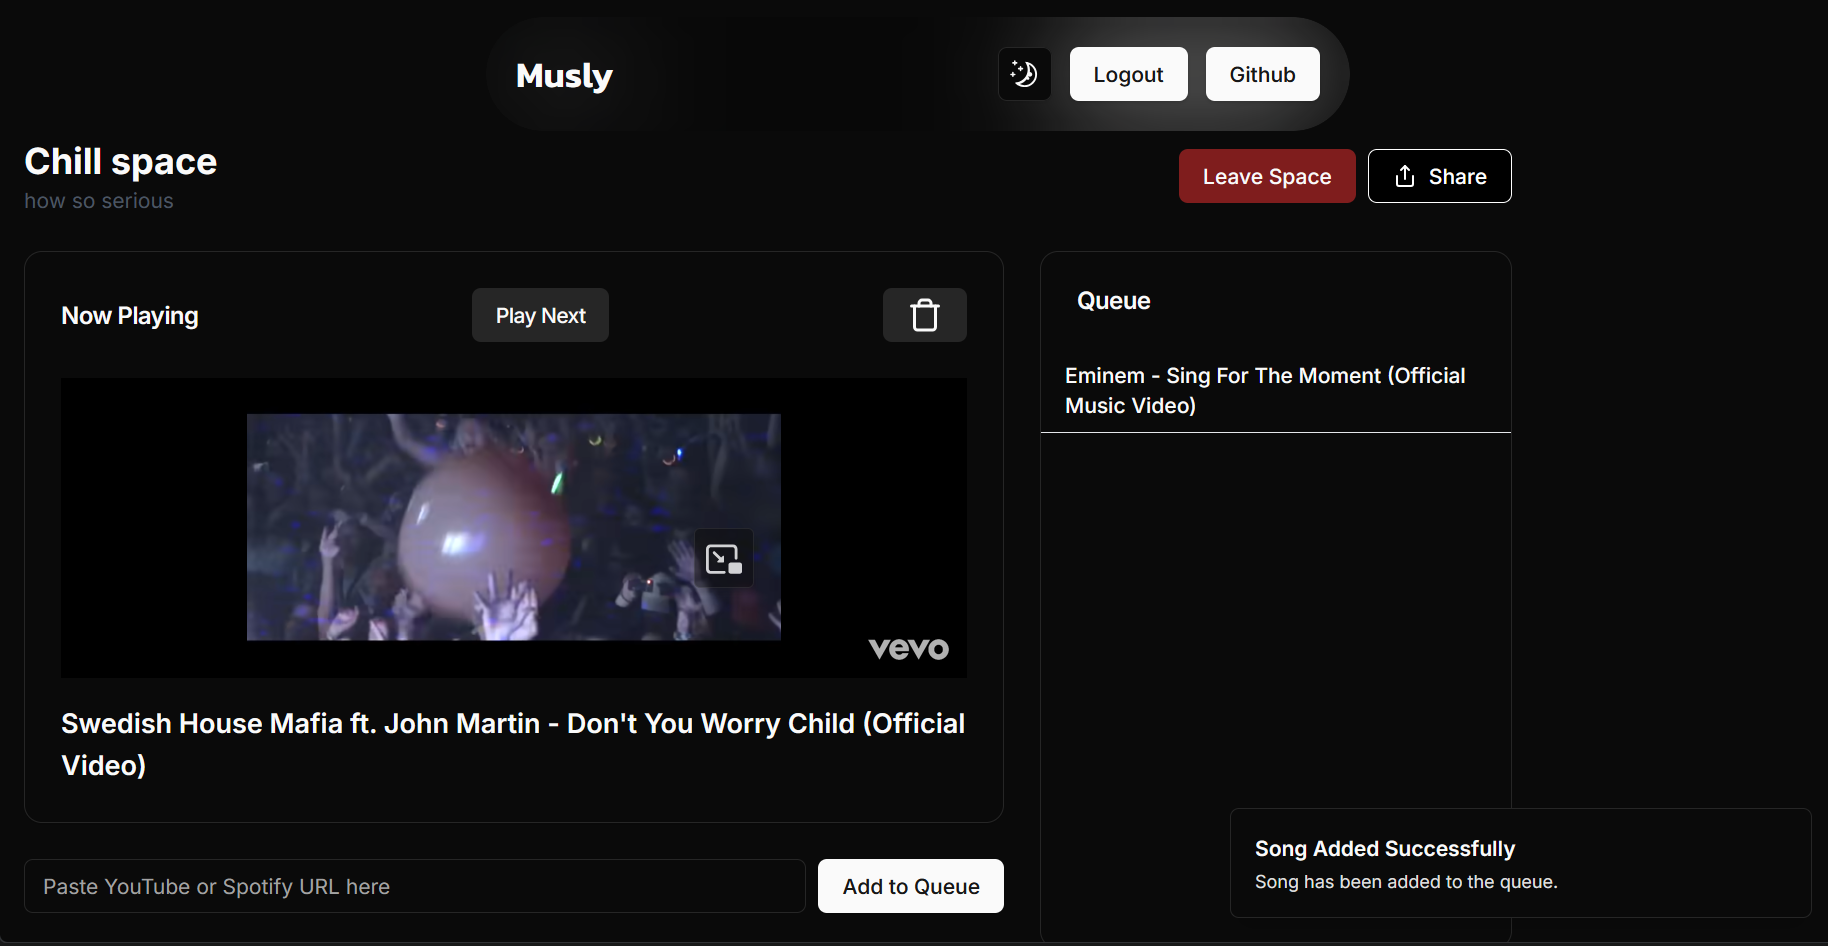 Musly
Logout
Github
Chill space
how so serious
Leave Space
Share
Now Playing
Play Next
vevo
Swedish House Mafia ft. John Martin - Don't You Worry Child (Official
Video)
Paste YouTube or Spotify URL here
Add to Queue
Queue
Eminem - Sing For The Moment (Official
Music Video)
Song Added Successfully
Song has been added to the queue.